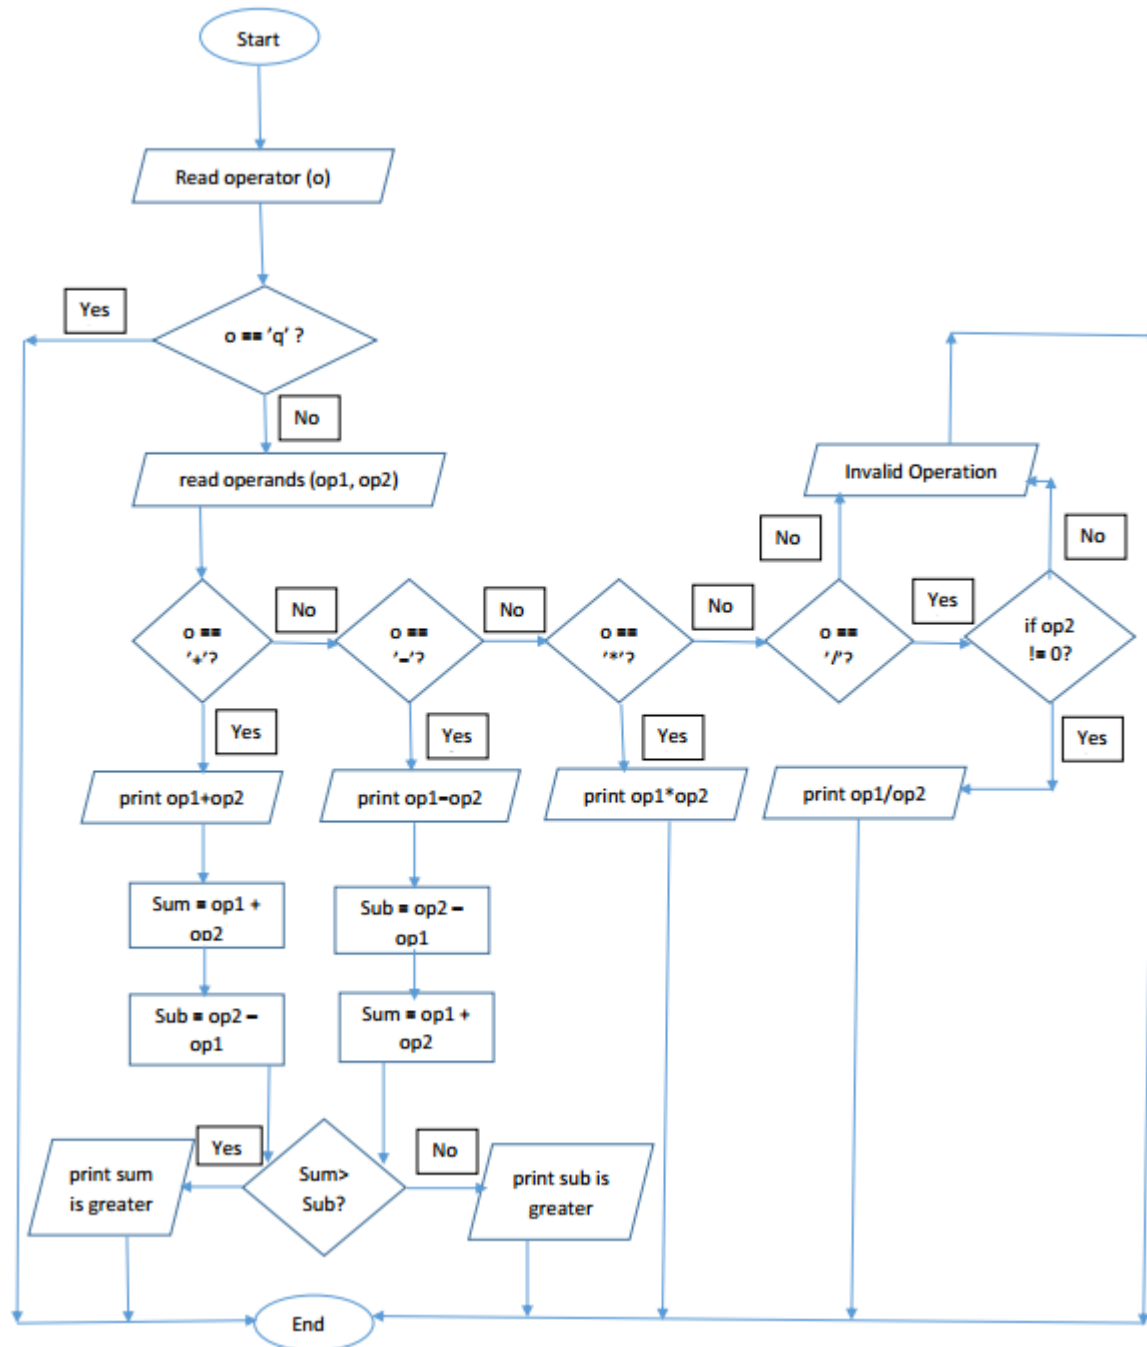 Start
Read operator (o)
Yes
o == ’q’ ?
No
read operands (op1, op2)
Invalid Operation
No
No
o ==
’+’?
No
o ==
’-’?
No
o ==
’*’?
No
o ==
’/’?
Yes
if op2
!= 0?
Yes
Yes
Yes
Yes
print op1+op2
print op1-op2
print op1*op2
print op1/op2
Sum = op1 +
op2
Sub = op2 –
op1
Sub = op2 –
op1
Sum = op1 +
op2
Yes
No
print sum
is greater
Sum>
Sub?
print sub is
greater
End